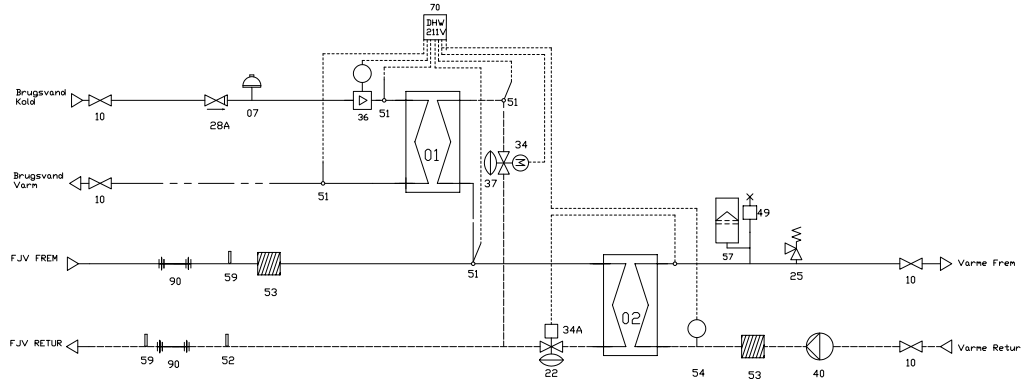 70
DHW
211V
Brugsvand
Kold
10
28A
07
36
51
51
01
34
M
37
Brugsvand
Varm
10
51
49
FJV FREM
90
59
53
51
57
25
10
Varme Frem
02
FJV RETUR
59
90
52
34A
22
54
53
40
10
Varme Retur